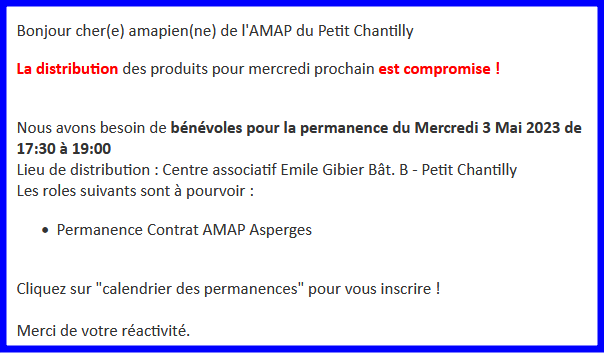 Bonjour cher(e) amapien(ne) de l'AMAP du Petit Chantilly
La distribution des produits pour mercredi prochain est compromise !
Nous avons besoin de bénévoles pour la permanence du Mercredi 3 Mai 2023 de
17:30 à 19:00
Lieu de distribution : Centre associatif Emile Gibier Bât. B - Petit Chantilly
Les roles suivants sont à pourvoir :
• Permanence Contrat AMAP Asperges
Cliquez sur "calendrier des permanences" pour vous inscrire !
Merci de votre réactivité.